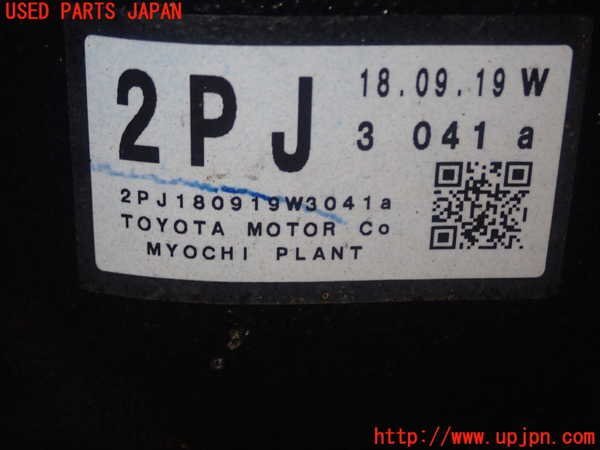 USED PARTS JAPAN
2PJ
18.09.19 W
3 041 a
2PJ180919W3041a
TOYOTA MOTOR Co
MYOCHI PLANT
http://www.upjpn.com/